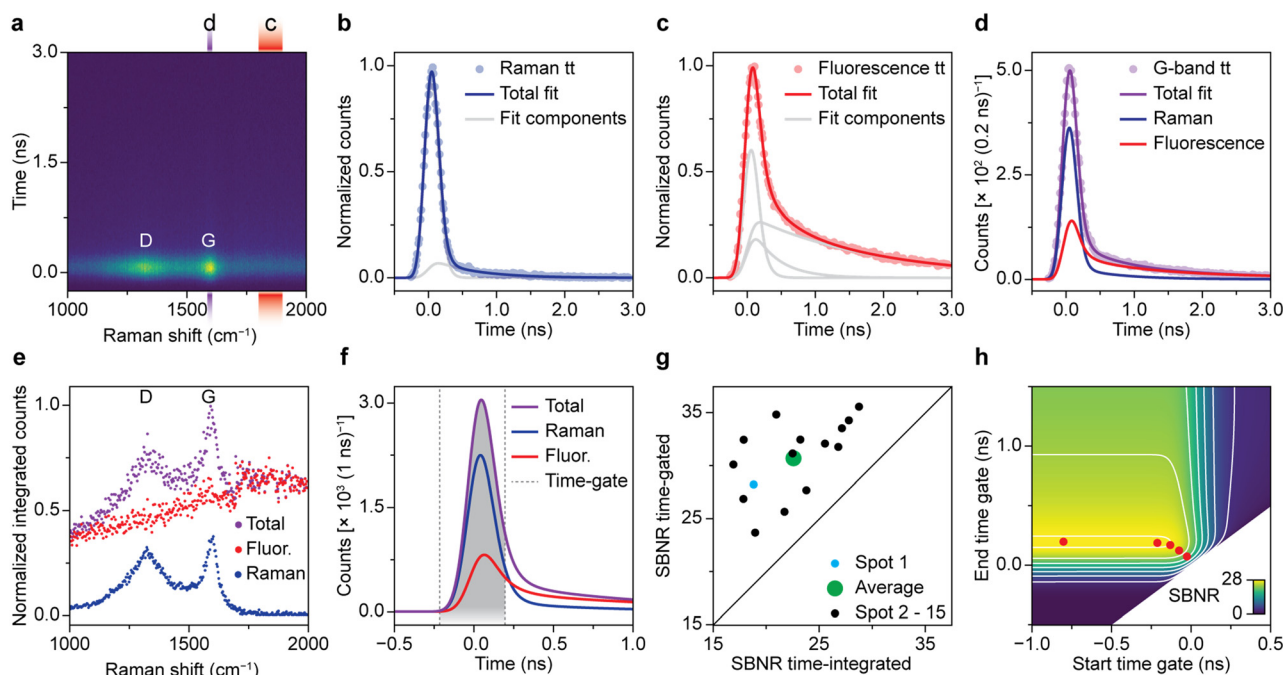 a
d
c
3.0
1.5
0.0
Time (ns)
D
G
1000
1500
2000
Raman shift (cm⁻¹)
b
1.0
0.5
0.0
Normalized counts
Raman tt
Total fit
Fit components
0.0
1.0
2.0
3.0
Time (ns)
c
1.0
0.5
0.0
Normalized counts
Fluorescence tt
Total fit
Fit components
0.0
1.0
2.0
3.0
Time (ns)
d
5.0
2.5
0.0
Counts [× 10² (0.2 ns)⁻¹]
G-band tt
Total fit
Raman
Fluorescence
0.0
1.0
2.0
3.0
Time (ns)
e
D
G
1.0
0.5
0.0
Normalized integrated counts
Total
Fluor.
Raman
1000
1500
2000
Raman shift (cm⁻¹)
f
3.0
1.5
0.0
Counts [× 10³ (1 ns)⁻¹]
Total
Raman
Fluor.
Time-gate
-0.5
0.0
0.5
1.0
Time (ns)
g
35
25
15
SBNR time-gated
Spot 1
Average
Spot 2 - 15
15
25
35
SBNR time-integrated
h
1.0
0.0
End time gate (ns)
28
0
SBNR
-1.0
-0.5
0.0
0.5
Start time gate (ns)